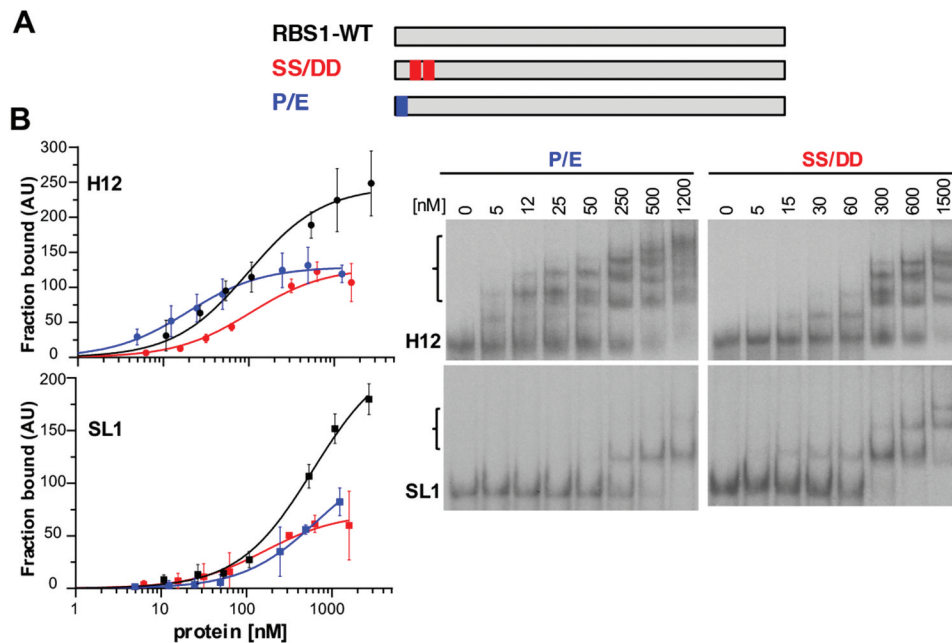 A
RBS1-WT
SS/DD
P/E
B
H12
Fraction bound (AU)
300
250
200
150
100
50
0
SL1
Fraction bound (AU)
200
150
100
50
0
1 10 100 1000
protein [nM]
P/E SS/DD
[nM] 0 5 12 25 50 250 500 1200 0 5 15 30 60 300 600 1500
H12
SL1